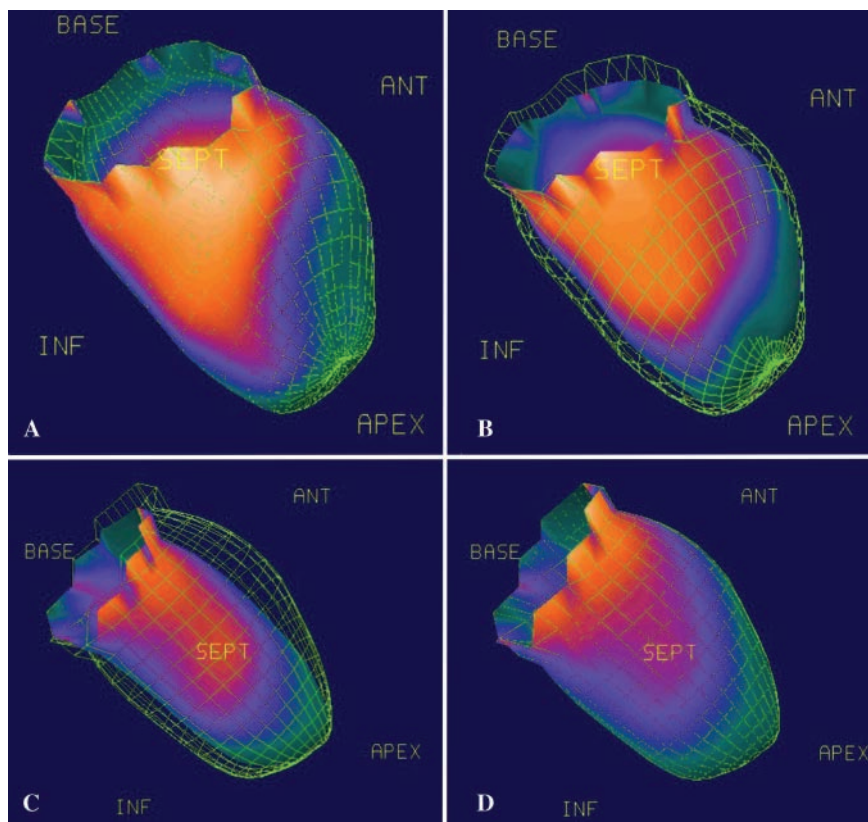 BASE
ANT
SEPT
INF
A
APEX
BASE
ANT
SEPT
INF
B
APEX
ANT
BASE
SEPT
APEX
C
INF
ANT
BASE
SEPT
APEX
D
INF